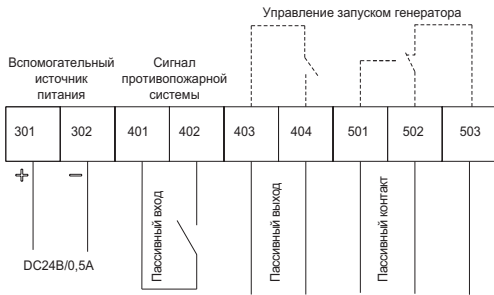 Управление запуском генератора
Вспомогательный
источник
питания
Сигнал
противопожарной
системы
301 302 401 402 403 404 501 502 503
+ −
DC24В/0,5А
Пассивный вход
Пассивный выход
Пассивный контакт